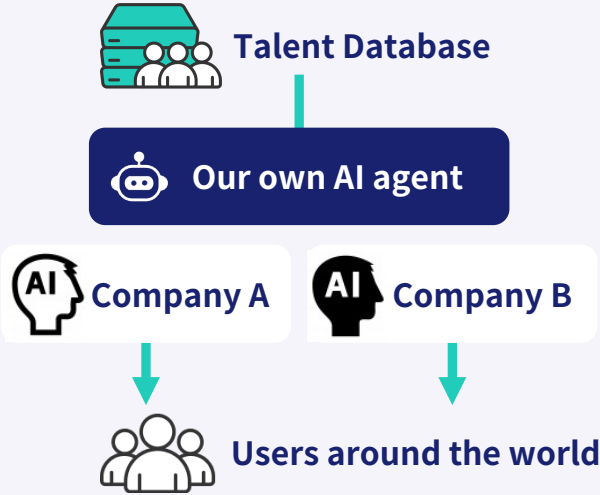 Talent Database
Our own AI agent
AI Company A
AI Company B
Users around the world